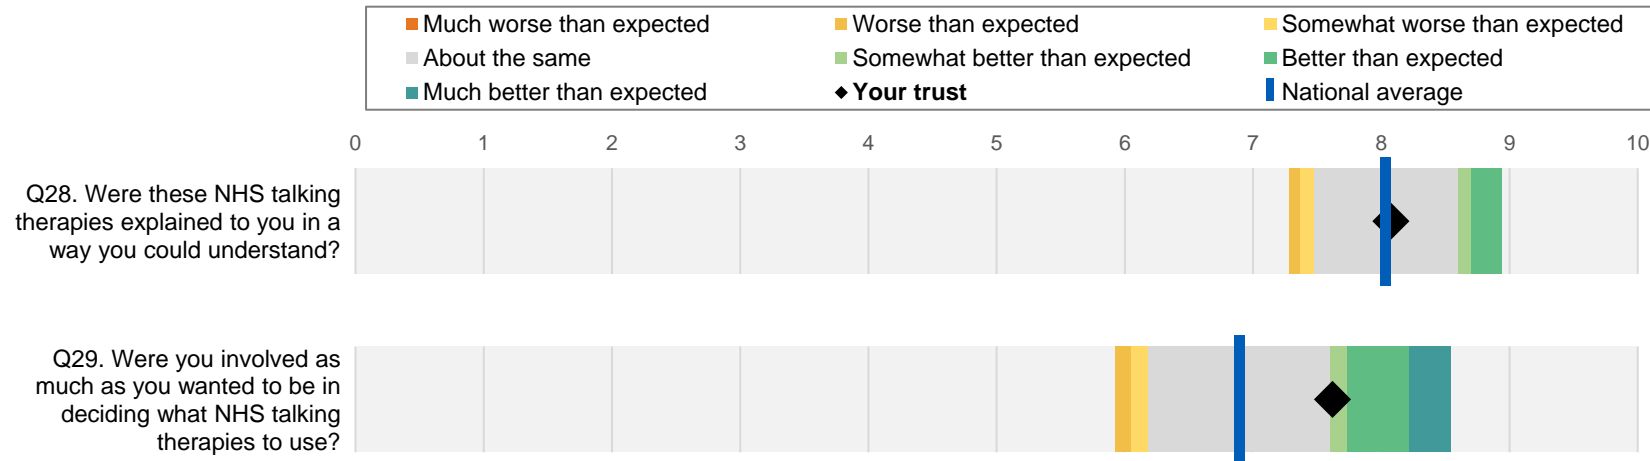 Much worse than expected
Worse than expected
Somewhat worse than expected
About the same
Somewhat better than expected
Better than expected
Much better than expected
Your trust
National average
0 1 2 3 4 5 6 7 8 9 10
Q28. Were these NHS talking
therapies explained to you in a
way you could understand?
Q29. Were you involved as
much as you wanted to be in
deciding what NHS talking
therapies to use?